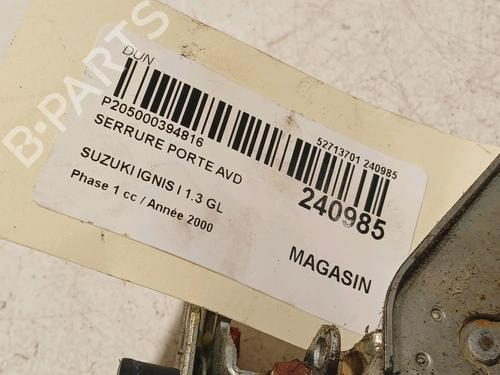 DUN
P205000394816
52713701 240985
SERRURE PORTE AVD
240985
SUZUKI IGNIS I 1.3 GL
Phase 1 cc / Année 2000
MAGASIN
B-PARTS